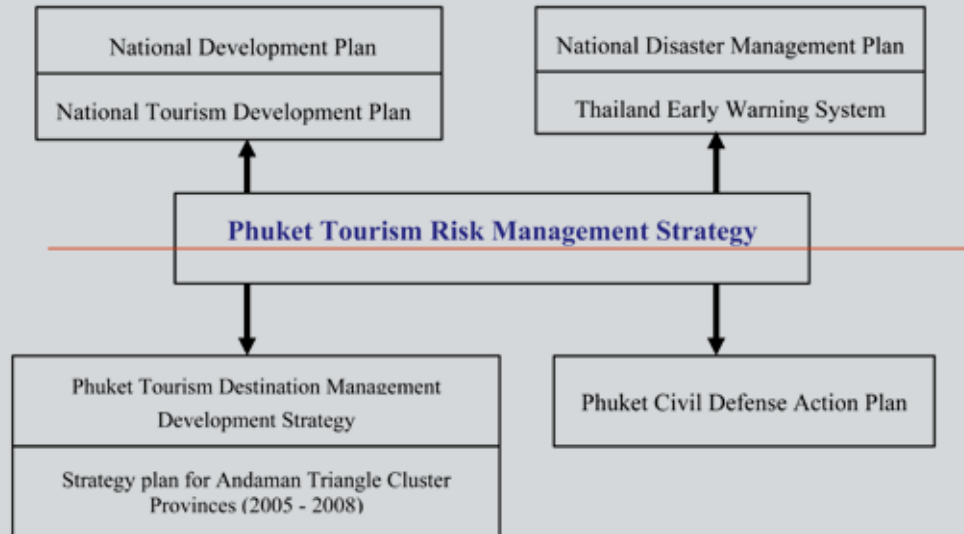 National Development Plan
National Tourism Development Plan
National Disaster Management Plan
Thailand Early Warning System
Phuket Tourism Risk Management Strategy
Phuket Tourism Destination Management
Development Strategy
Strategy plan for Andaman Triangle Cluster
Provinces (2005 - 2008)
Phuket Civil Defense Action Plan